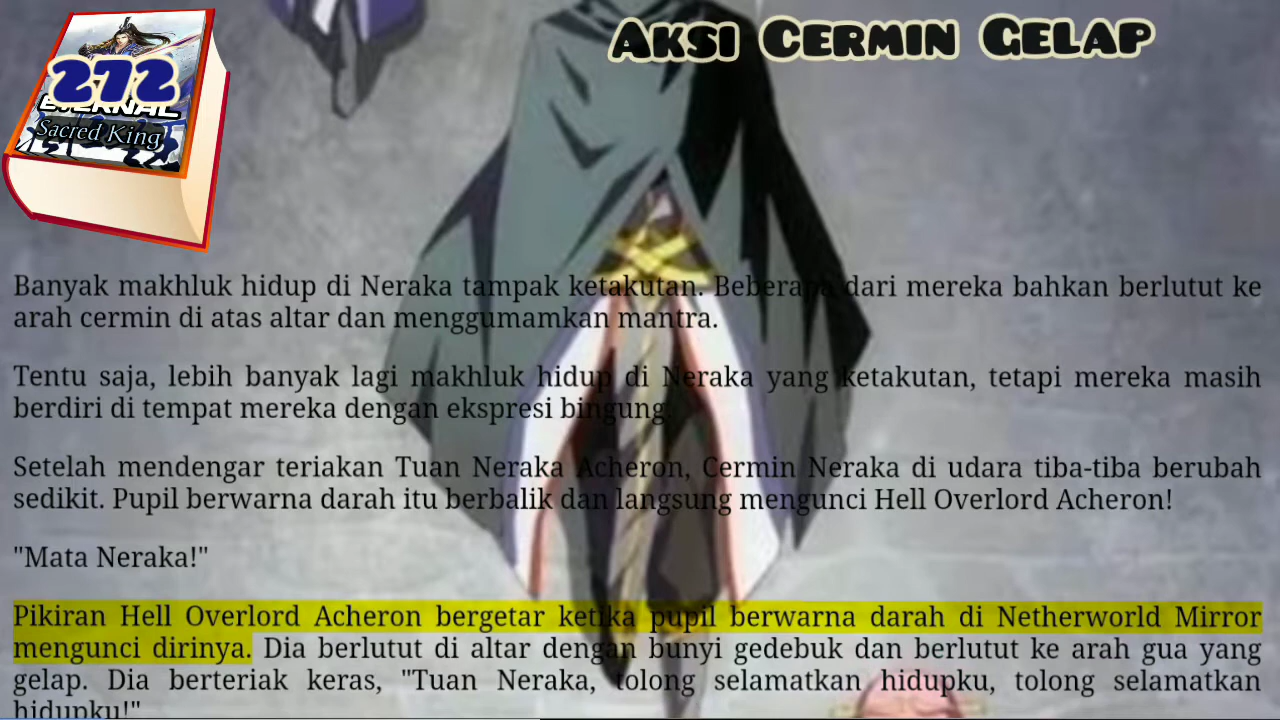 Aksi Cermin Gelap
272
ETERNAL
Sacred King
Banyak makhluk hidup di Neraka tampak ketakutan. Beberapa dari mereka bahkan berlutut ke
arah cermin di atas altar dan menggumamkan mantra.
Tentu saja, lebih banyak lagi makhluk hidup di Neraka yang ketakutan, tetapi mereka masih
berdiri di tempat mereka dengan ekspresi bingung.
Setelah mendengar teriakan Tuan Neraka Acheron, Cermin Neraka di udara tiba-tiba berubah
sedikit. Pupil berwarna darah itu berbalik dan langsung mengunci Hell Overlord Acheron!
"Mata Neraka!"
Pikiran Hell Overlord Acheron bergetar ketika pupil berwarna darah di Netherworld Mirror
mengunci dirinya. Dia berlutut di altar dengan bunyi gedebuk dan berlutut ke arah gua yang
gelap. Dia berteriak keras, "Tuan Neraka, tolong selamatkan hidupku, tolong selamatkan
hidupku!"